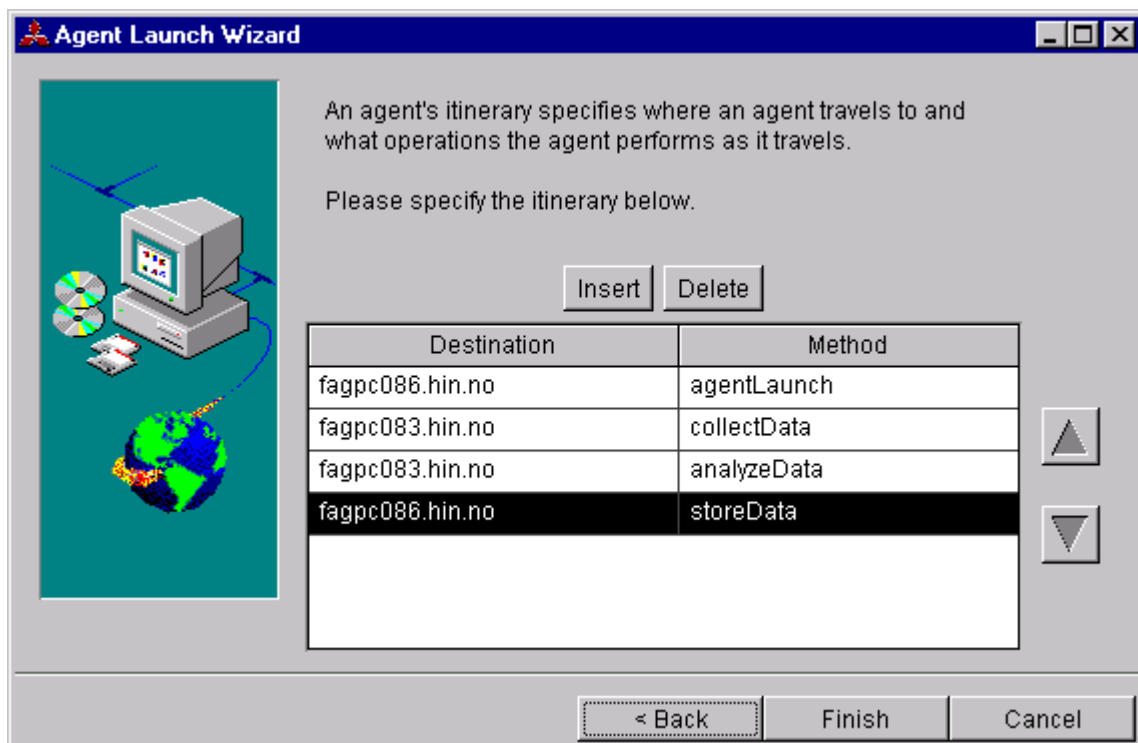 Agent Launch Wizard
An agent's itinerary specifies where an agent travels to and
what operations the agent performs as it travels.
Please specify the itinerary below.
Insert Delete
Destination Method
fagpc086.hin.no agentLaunch
fagpc083.hin.no collectData
fagpc083.hin.no analyzeData
fagpc086.hin.no storeData
< Back Finish Cancel